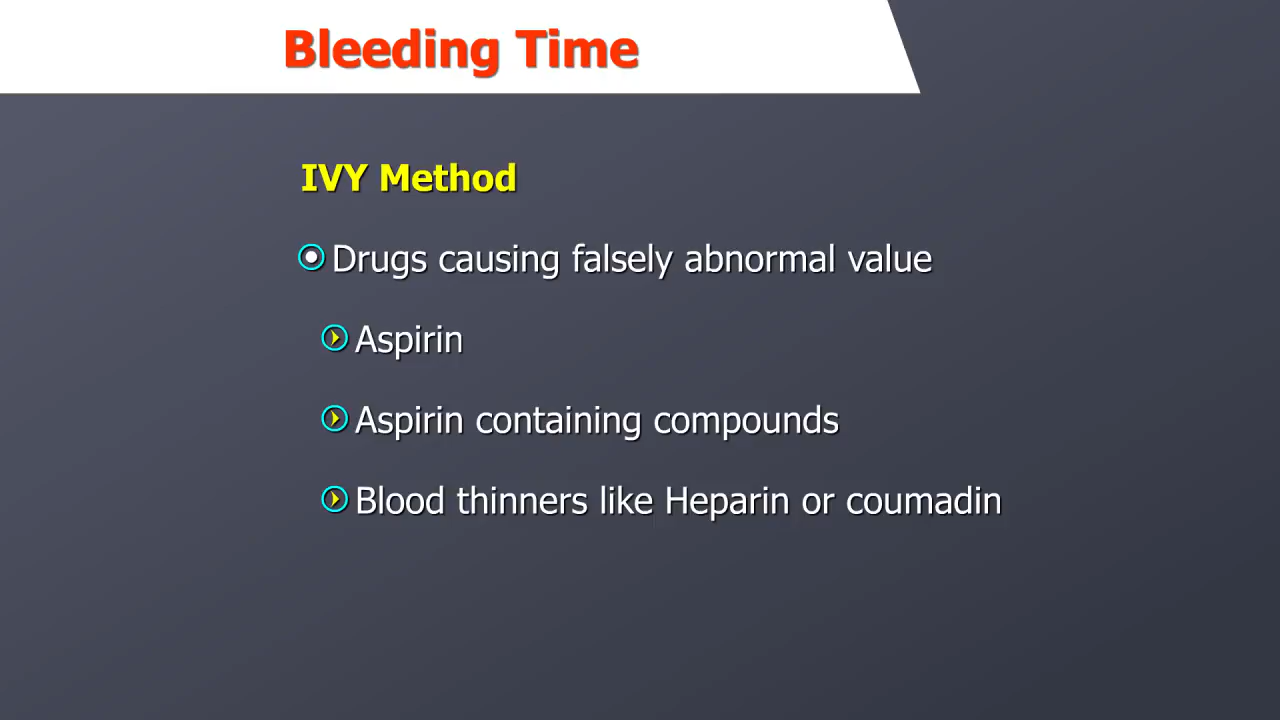 Bleeding Time
IVY Method
Drugs causing falsely abnormal value
Aspirin
Aspirin containing compounds
Blood thinners like Heparin or coumadin